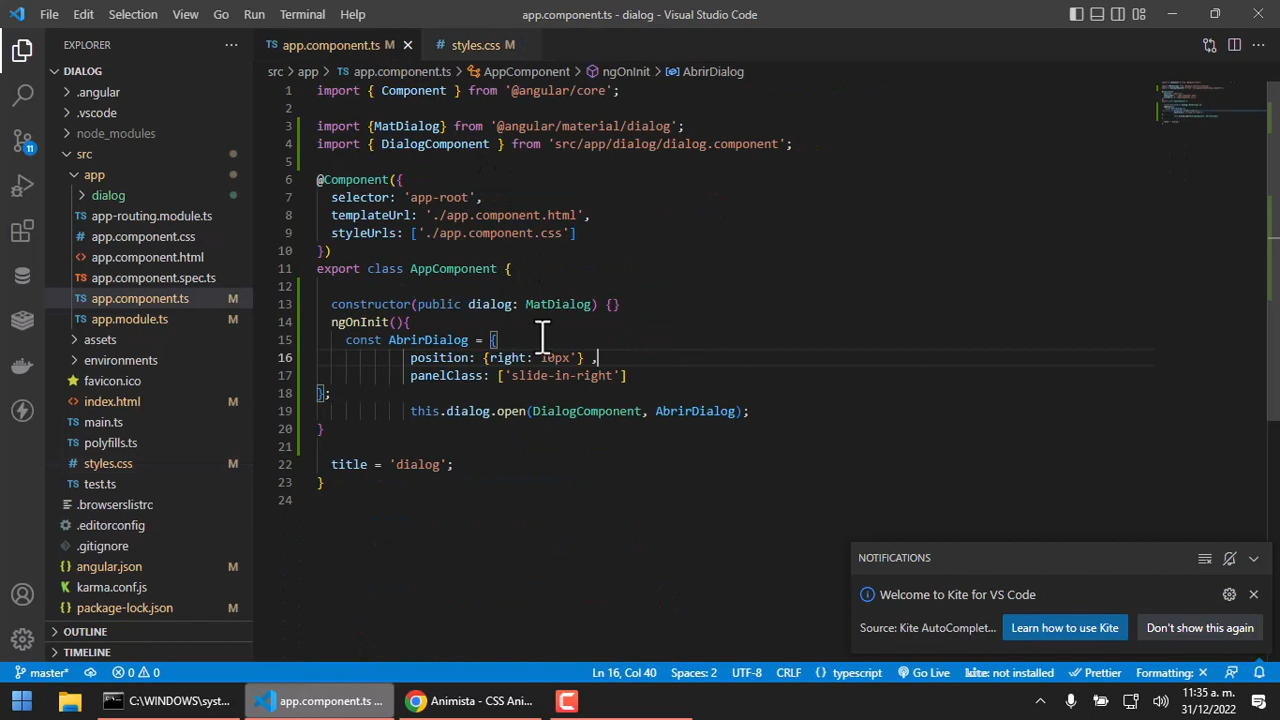 File Edit Selection View Go Run Terminal Help
app.component.ts - dialog - Visual Studio Code
EXPLORER
TS app.component.ts M
styles.css M
DIALOG
src > app > TS app.component.ts > AppComponent > ngOnInit > AbrirDialog
.angular
.vscode
node_modules
src
app
dialog
TS app-routing.module.ts
app.component.css
app.component.html
app.component.spec.ts
TS app.component.ts M
TS app.module.ts M
assets
environments
favicon.ico
index.html M
TS main.ts
TS polyfills.ts
styles.css M
TS test.ts
.browserslistrc
.editorconfig
.gitignore
angular.json M
karma.conf.js
package-lock.json M
OUTLINE
TIMELINE
1 import { Component } from '@angular/core';
2
3 import {MatDialog} from '@angular/material/dialog';
4 import { DialogComponent } from 'src/app/dialog/dialog.component';
5
6 @Component({
7 selector: 'app-root',
8 templateUrl: './app.component.html',
9 styleUrls: ['./app.component.css']
10 })
11 export class AppComponent {
12
13 constructor(public dialog: MatDialog) {}
14 ngOnInit(){
15 const AbrirDialog = {
16 position: {right: '10px'} ,
17 panelClass: ['slide-in-right']
18 };
19 this.dialog.open(DialogComponent, AbrirDialog);
20 }
21
22 title = 'dialog';
23 }
24
11
NOTIFICATIONS
Welcome to Kite for VS Code
Source: Kite AutoComplet...
Learn how to use Kite
Don't show this again
master* 0 0
Ln 16, Col 40 Spaces: 2 UTF-8 CRLF {} typescript Go Live kite: not installed Prettier Formatting: ×
C:\WINDOWS\syst...
app.component.ts ...
Animista - CSS Ani...
11:35 a. m.
31/12/2022